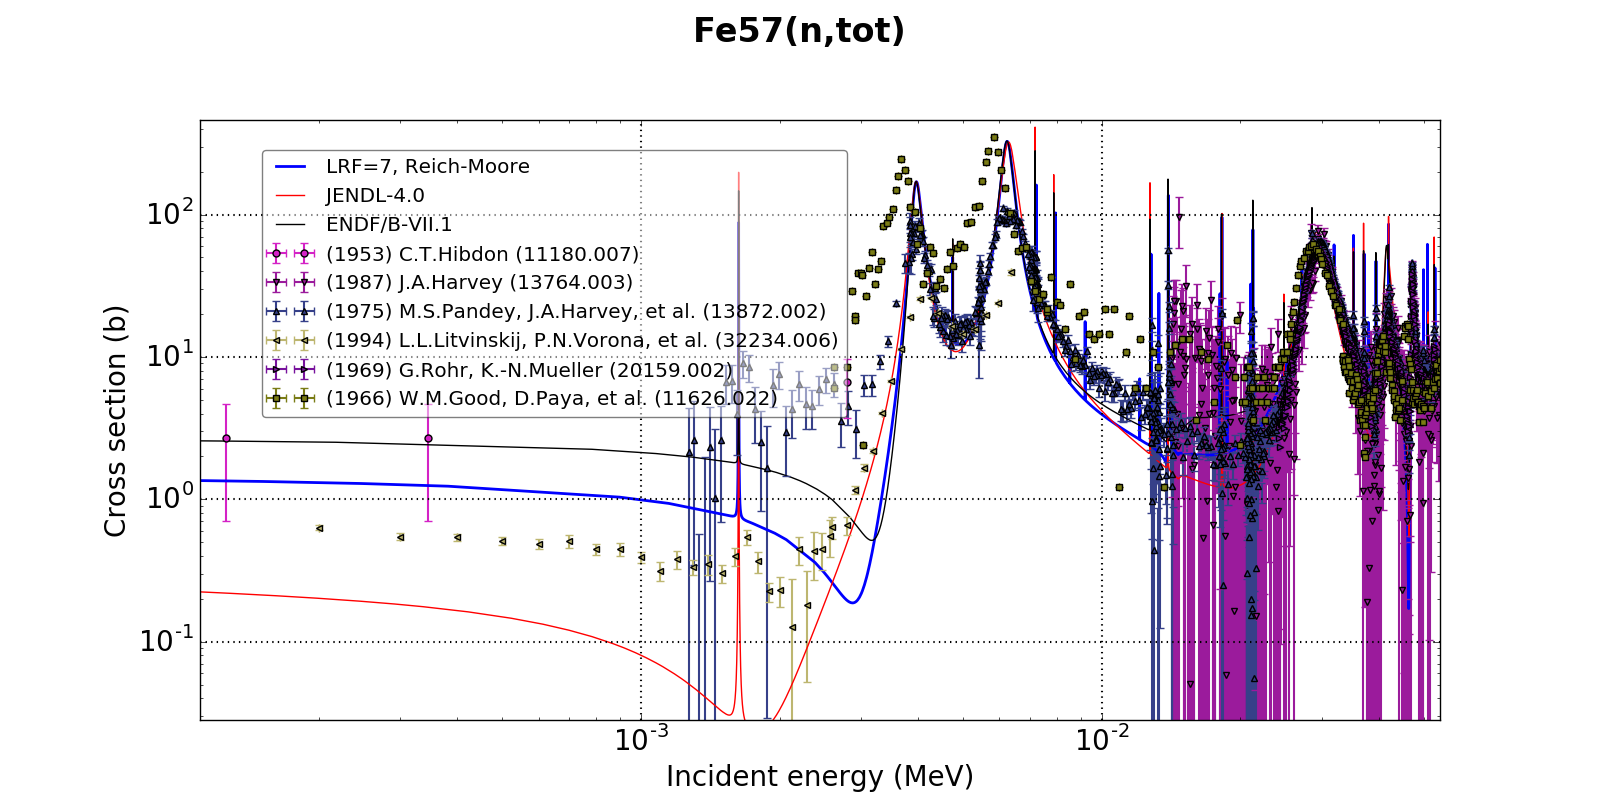 Fe57(n,tot)
LRF=7, Reich-Moore
JENDL-4.0
ENDF/B-VII.1
(1953) C.T.Hibdon (11180.007)
(1987) J.A.Harvey (13764.003)
(1975) M.S.Pandey, J.A.Harvey, et al. (13872.002)
(1994) L.L.Litvinskij, P.N.Vorona, et al. (32234.006)
(1969) G.Rohr, K.-N.Mueller (20159.002)
(1966) W.M.Good, D.Paya, et al. (11626.022)
Cross section (b)
10²
10¹
10⁰
10⁻¹
10⁻³
10⁻²
Incident energy (MeV)